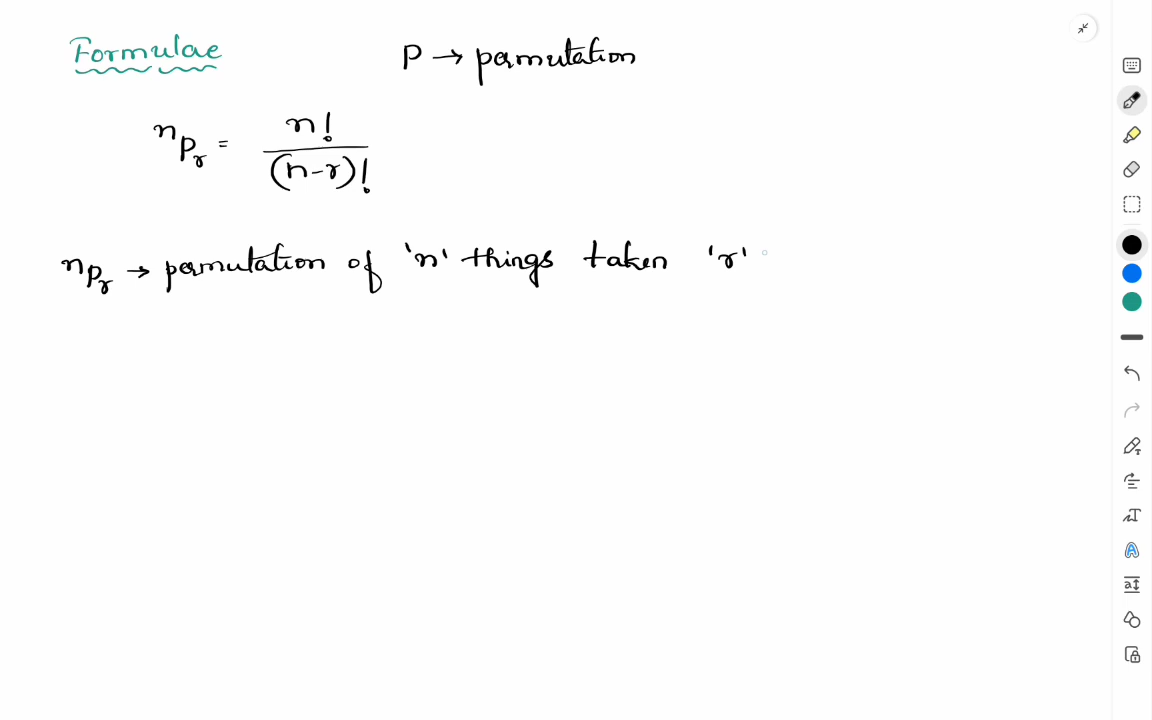 Formulae
P → permutation
nPr = n! / (n-r)!
nPr → permutation of 'n' things taken 'r'